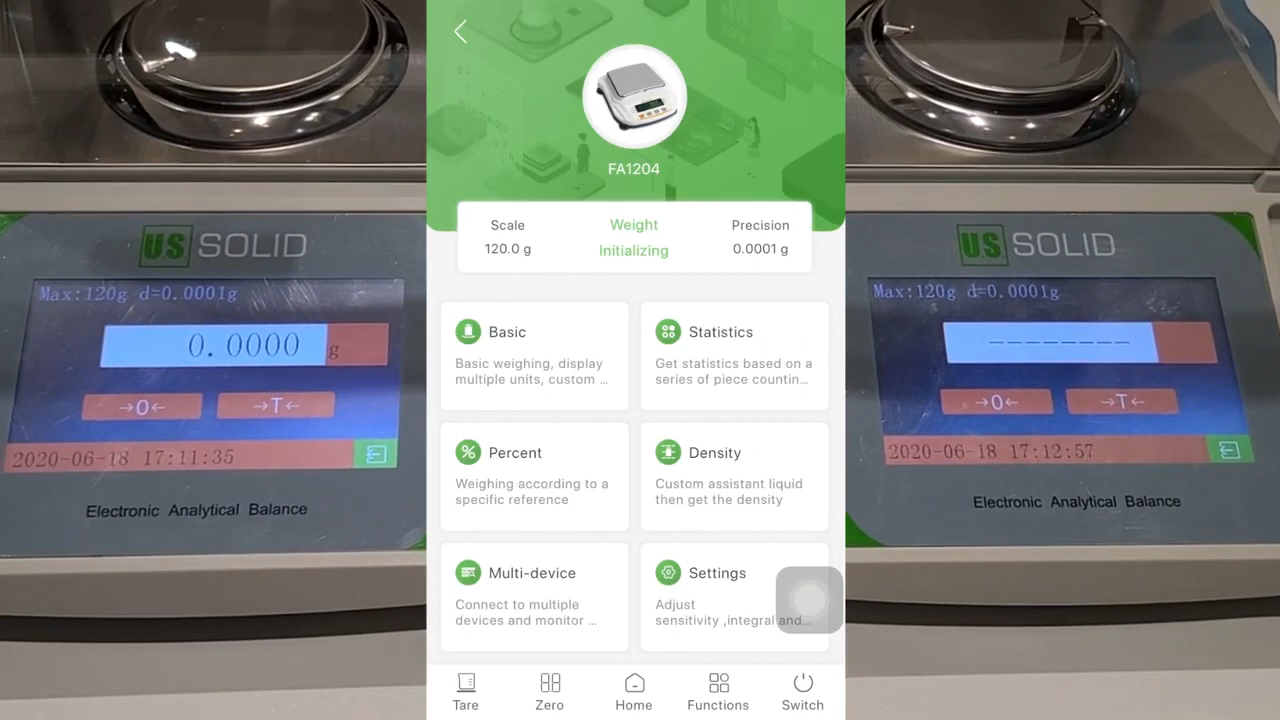 U.S. SOLID
Max:120g d=0.0001g
0.0000 g
→0← →T←
2020-06-18 17:11:35
Electronic Analytical Balance
FA1204
Scale
120.0 g
Weight
Initializing
Precision
0.0001 g
Basic
Basic weighing, display
multiple units, custom ...
Statistics
Get statistics based on a
series of piece countin...
Percent
Weighing according to a
specific reference
Density
Custom assistant liquid
then get the density
Multi-device
Connect to multiple
devices and monitor ...
Settings
Adjust
sensitivity ,integral and...
Tare
Zero
Home
Functions
Switch
U.S. SOLID
Max:120g d=0.0001g
--------
→0← →T←
2020-06-18 17:12:57
Electronic Analytical Balance